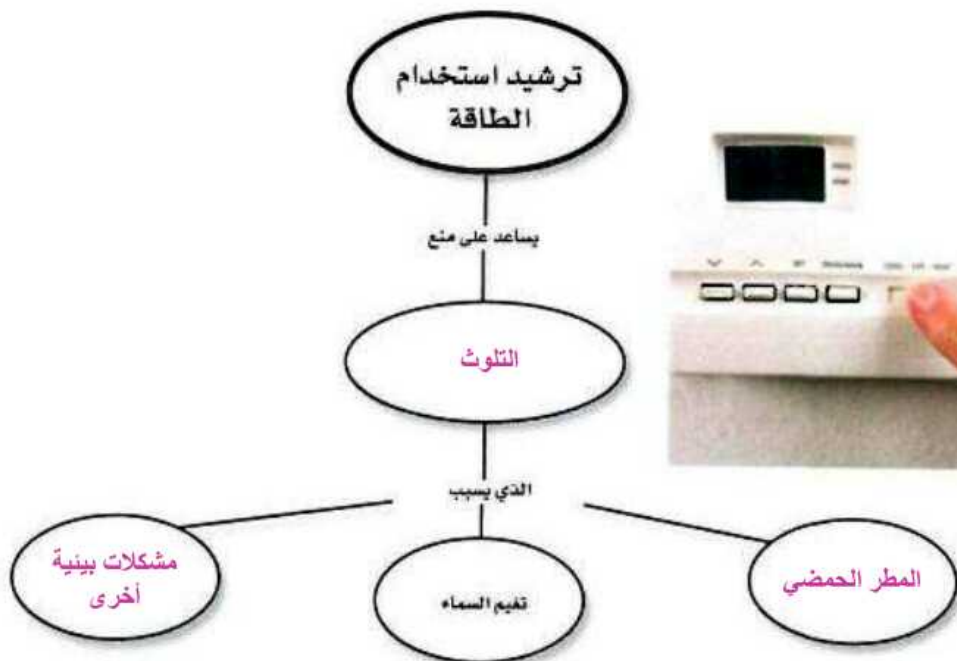 ترشيد استخدام
الطاقة
يساعد على منع
التلوث
الذي يسبب
المطر الحمضي
تغيم السماء
مشكلات بيئية
أخرى